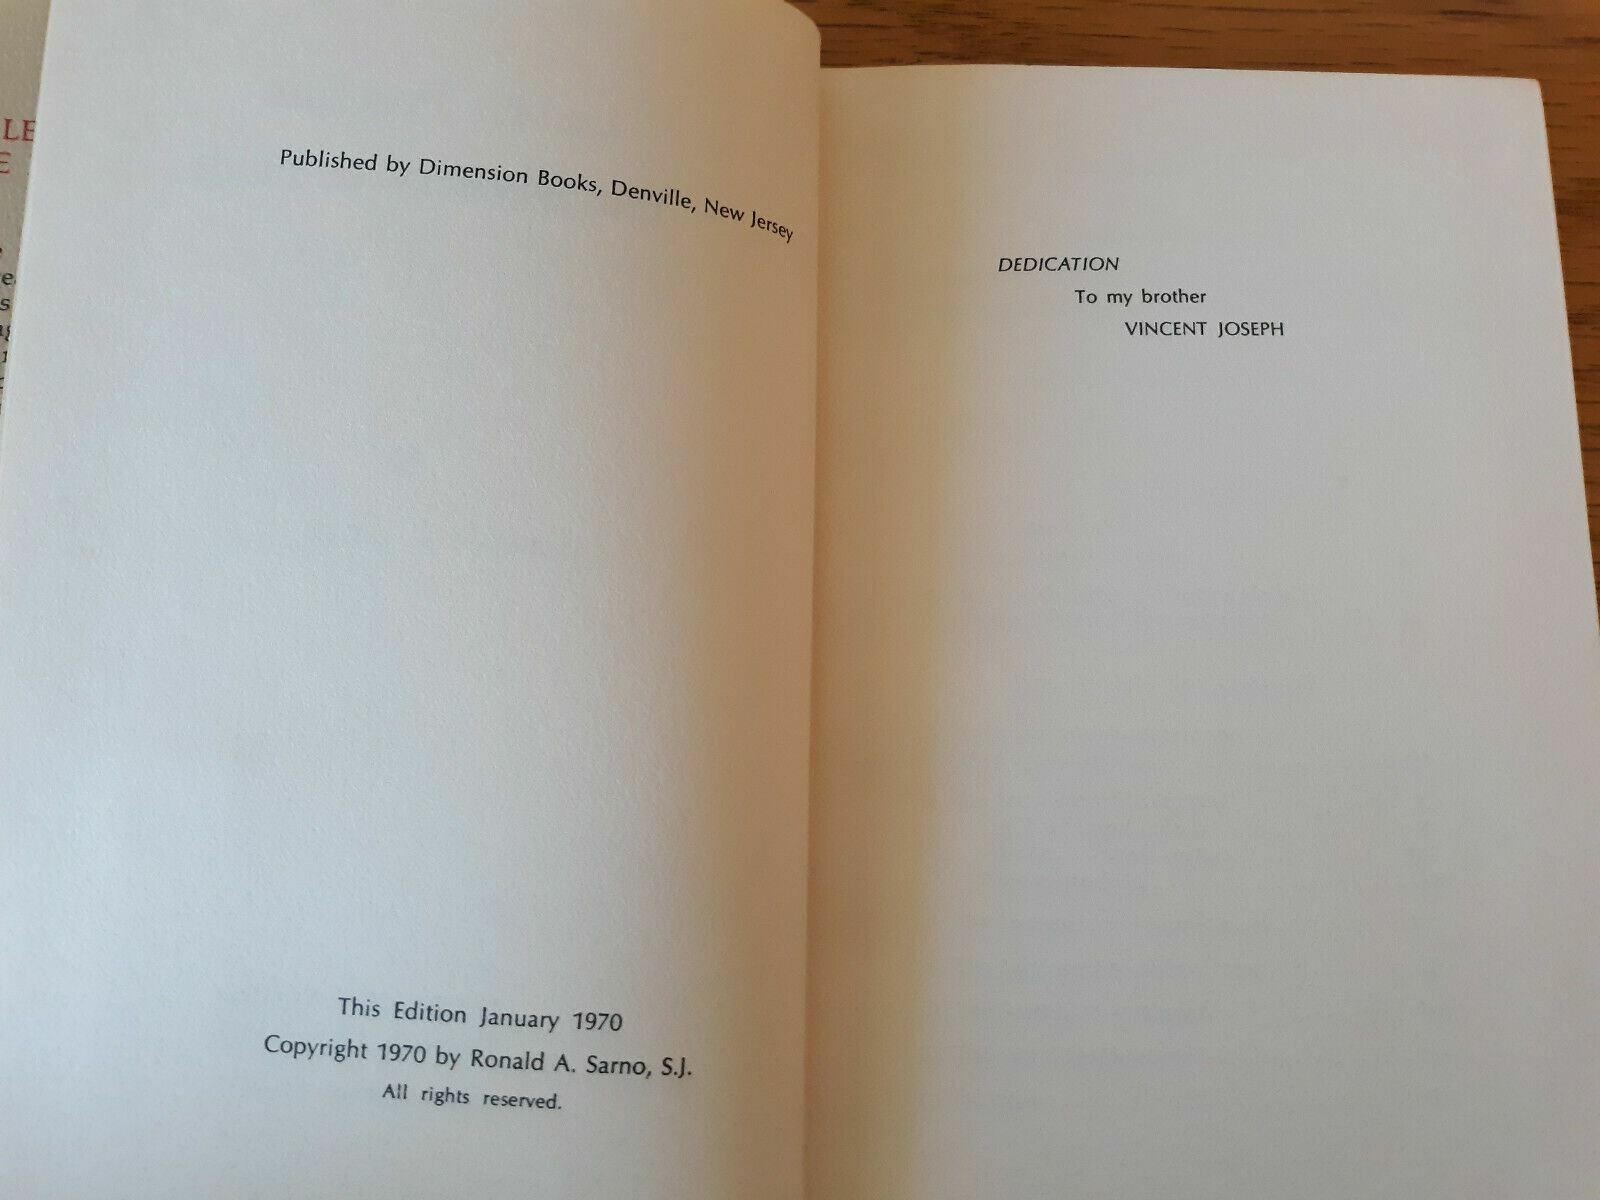 Published by Dimension Books, Denville, New Jersey
This Edition January 1970
Copyright 1970 by Ronald A. Sarno, S.J.
All rights reserved.
DEDICATION
To my brother
VINCENT JOSEPH